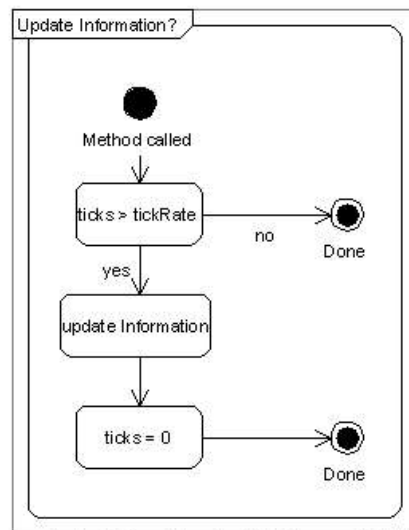 Update Information?
Method called
ticks > tickRate
no
Done
yes
update Information
ticks = 0
Done